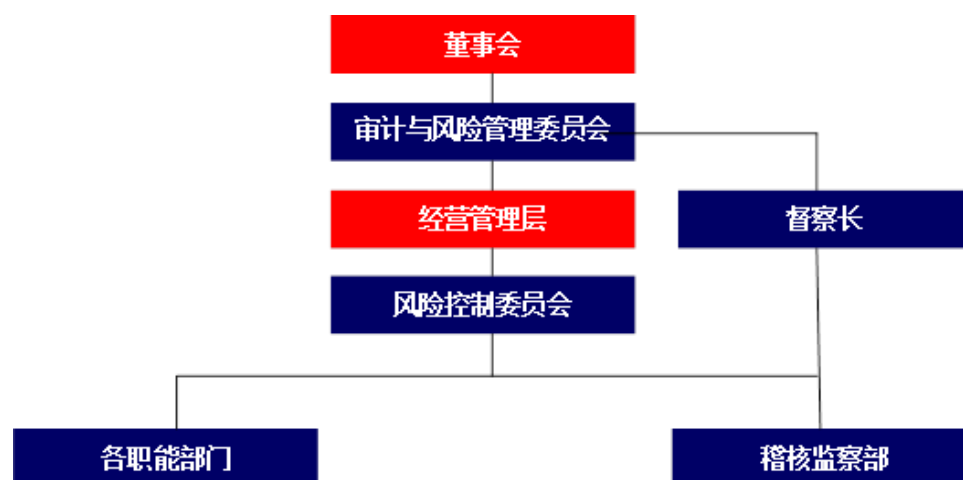 董事会
审计与风险管理委员会
经营管理层
督察长
风险控制委员会
各职能部门
稽核监察部